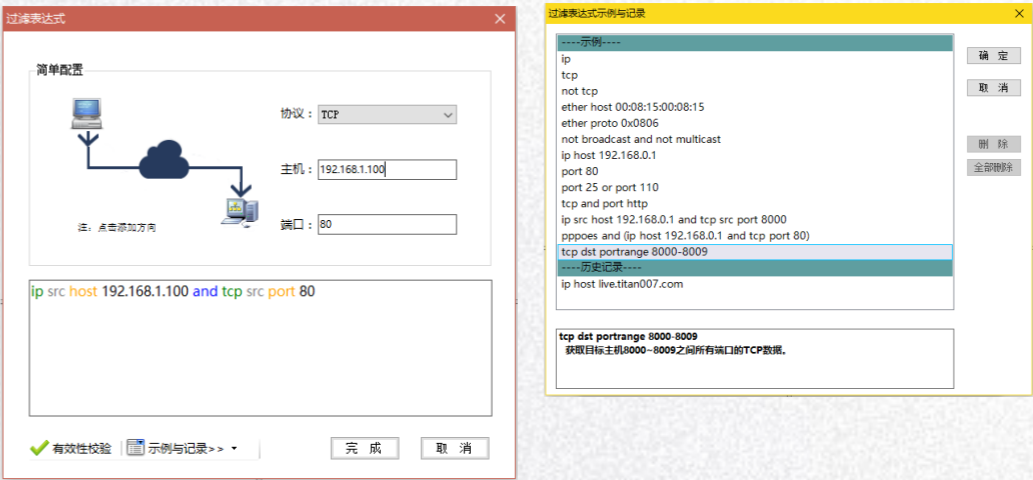 过滤表达式
简单配置
协议： TCP
主机： 192.168.1.100
端口： 80
注：点击添加方向
ip src host 192.168.1.100 and tcp src port 80
有效性校验
示例与记录>>
完 成
取 消
过滤表达式示例与记录
----示例----
ip
tcp
not tcp
ether host 00:08:15:00:08:15
ether proto 0x0806
not broadcast and not multicast
ip host 192.168.0.1
port 80
port 25 or port 110
tcp and port http
ip src host 192.168.0.1 and tcp src port 8000
pppoes and (ip host 192.168.0.1 and tcp port 80)
tcp dst portrange 8000-8009
----历史记录----
ip host live.titan007.com
确 定
取 消
删 除
全部删除
tcp dst portrange 8000-8009
获取目标主机8000~8009之间所有端口的TCP数据。